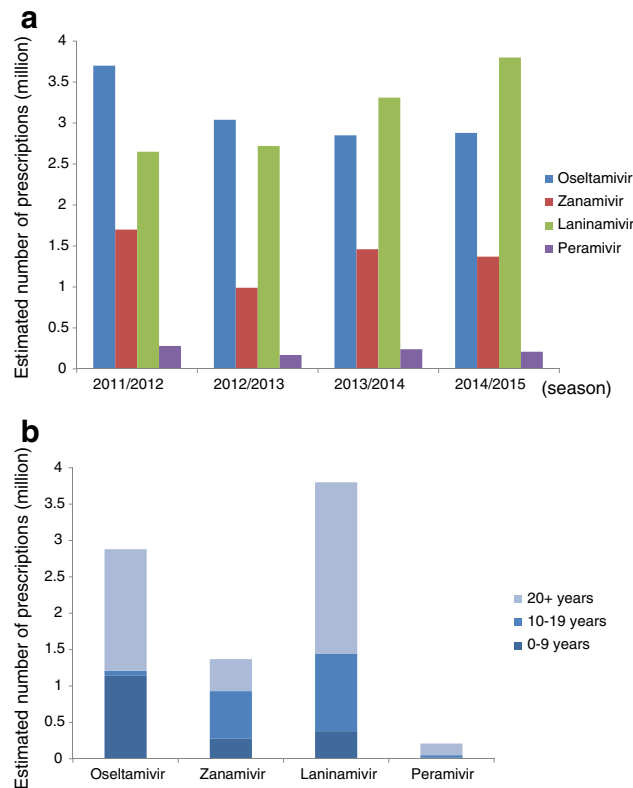 a
Estimated number of prescriptions (million)
4
3.5
3
2.5
2
1.5
1
0.5
0
2011/2012 2012/2013 2013/2014 2014/2015 (season)
Oseltamivir
Zanamivir
Laninamivir
Peramivir
b
Estimated number of prescriptions (million)
4
3.5
3
2.5
2
1.5
1
0.5
0
Oseltamivir Zanamivir Laninamivir Peramivir
20+ years
10-19 years
0-9 years